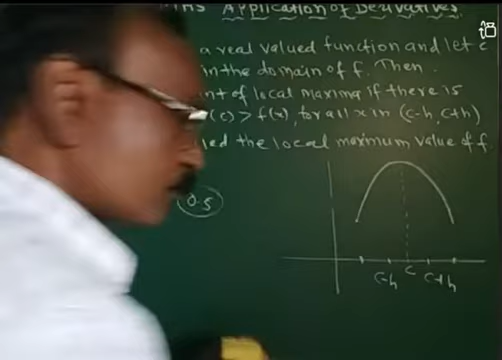 Application of Derivatives
a real valued function and let c
in the domain of f. Then
nt of local maxima if there is
(c) > f(x), for all x in (c-h, c+h)
led the local maximum value of f.
0.5
c
c-h c+h